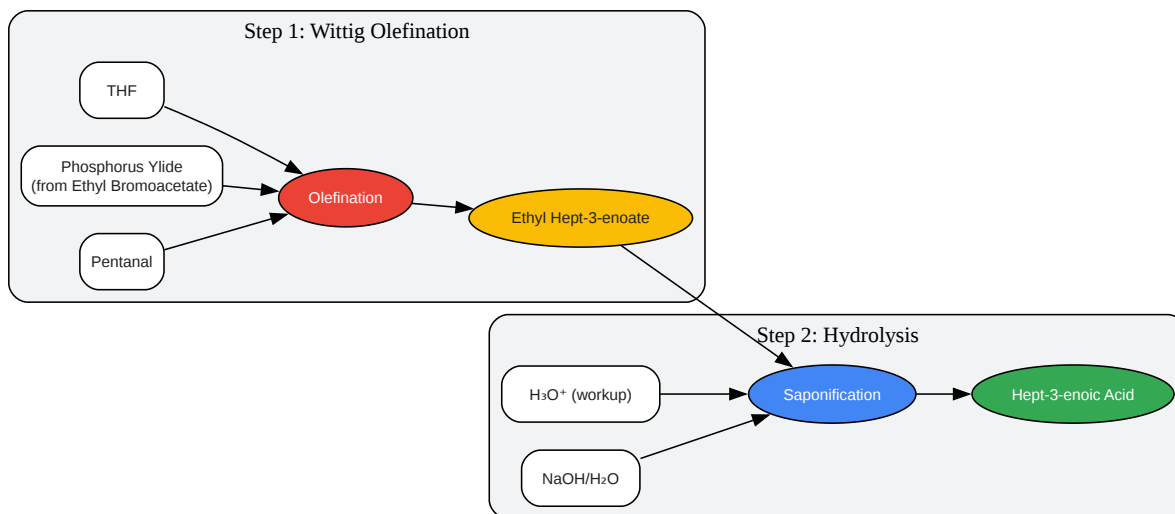 Step 1: Wittig Olefination
THF
Phosphorus Ylide
(from Ethyl Bromoacetate)
Pentanal
Olefination
Ethyl Hept-3-enoate
Step 2: Hydrolysis
H₃O⁺ (workup)
NaOH/H₂O
Saponification
Hept-3-enoic Acid